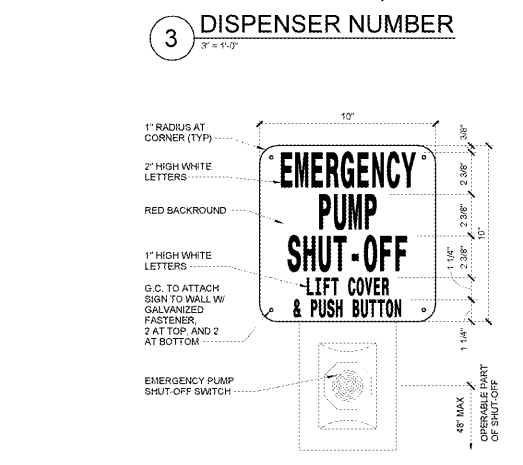 DISPENSER NUMBER
3
3" = 1'-0"
10"
1" RADIUS AT
CORNER (TYP)
2" HIGH WHITE
LETTERS
RED BACKROUND
1" HIGH WHITE
LETTERS
G.C. TO ATTACH
SIGN TO WALL W/
GALVANIZED
FASTENER,
2 AT TOP, AND 2
AT BOTTOM
EMERGENCY PUMP
SHUT-OFF SWITCH
EMERGENCY
PUMP
SHUT-OFF
LIFT COVER
& PUSH BUTTON
3/8"
2 3/8"
2 3/8"
2 3/8"
1 1/4"
1 1/4"
10"
48" MAX
OPERABLE PART
OF SHUT-OFF